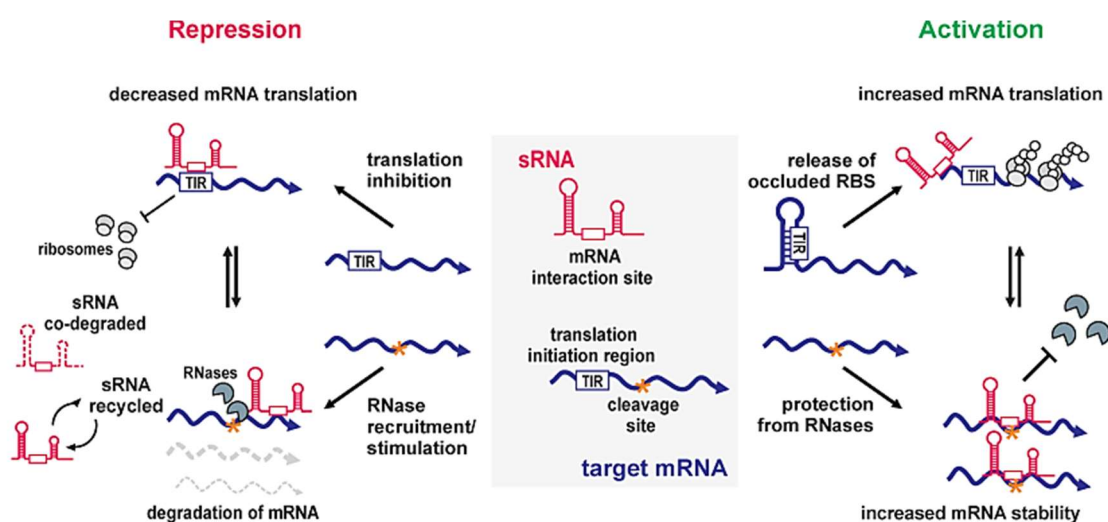 Repression
decreased mRNA translation
TIR
ribosomes
translation
inhibition
TIR
sRNA
co-degraded
sRNA
recycled
RNases
RNase
recruitment/
stimulation
degradation of mRNA
sRNA
mRNA
interaction site
translation
initiation region
TIR
cleavage
site
target mRNA
Activation
increased mRNA translation
release of
occluded RBS
TIR
TIR
protection
from RNases
increased mRNA stability